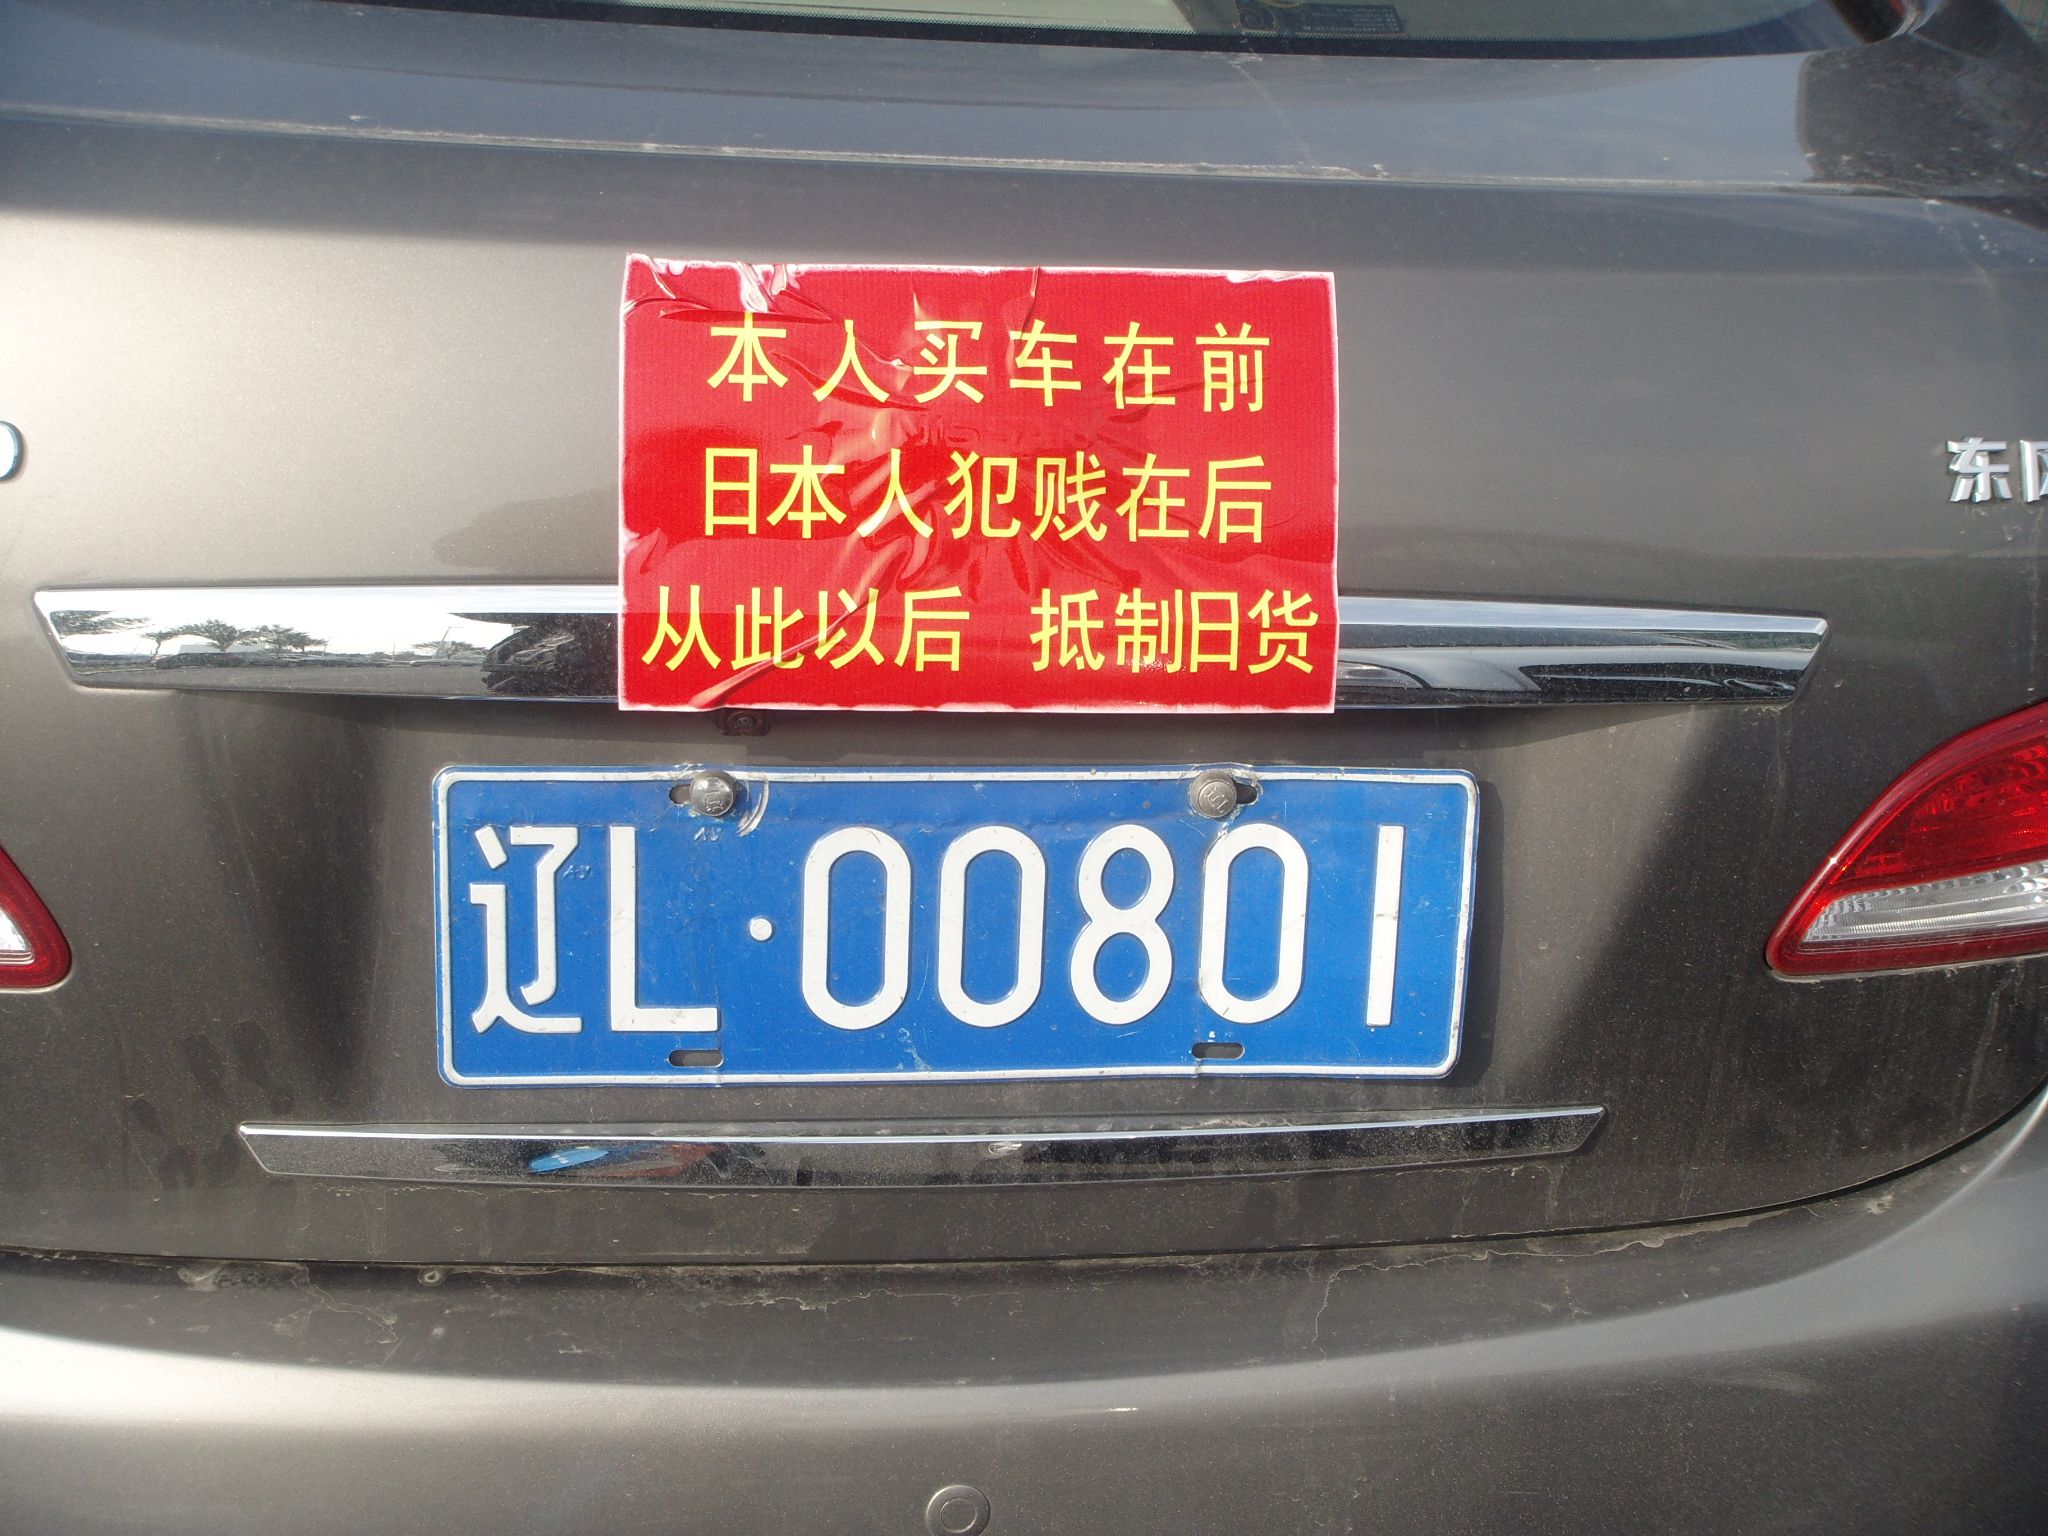 本人买车在前
日本人犯贱在后
从此以后 抵制日货
东
辽L·00801